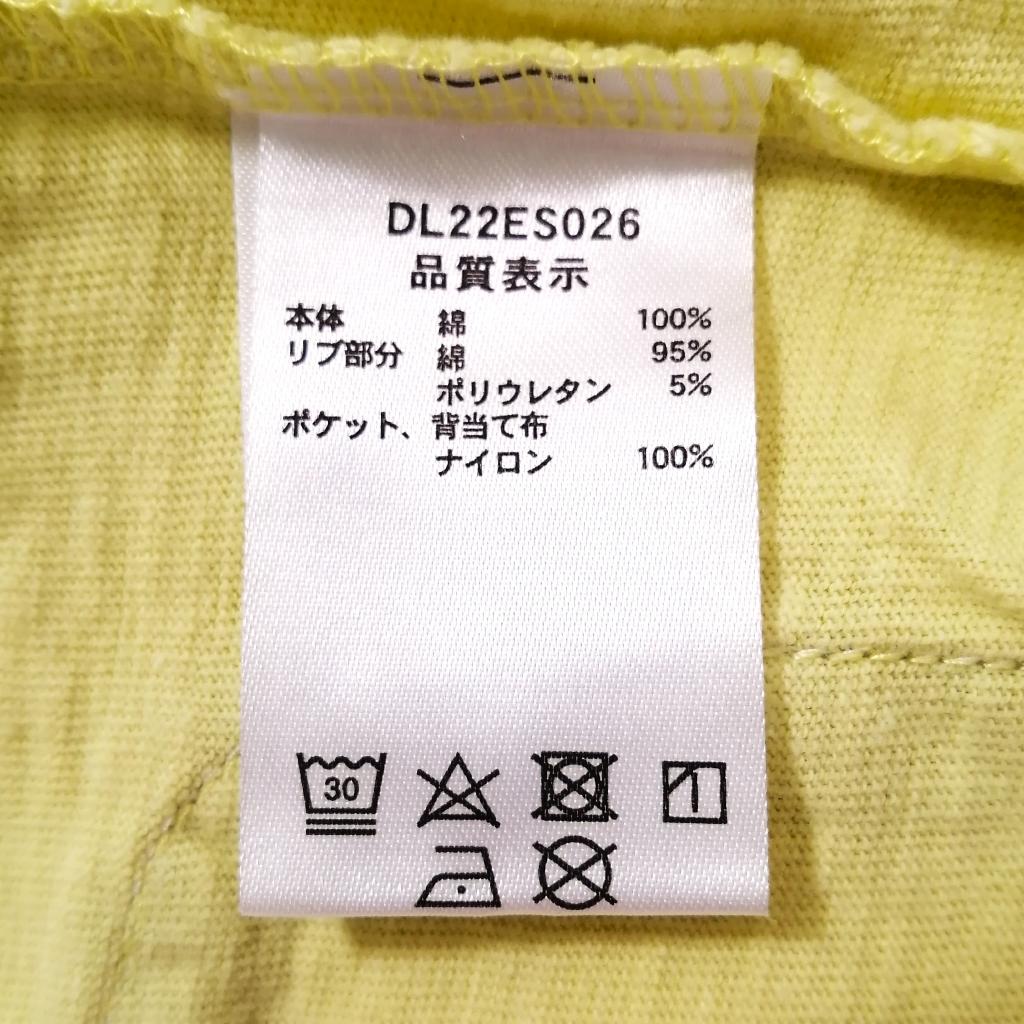 DL22ES026
品質表示
本体 綿 100%
リブ部分 綿 95%
ポリウレタン 5%
ポケット、背当て布
ナイロン 100%
30